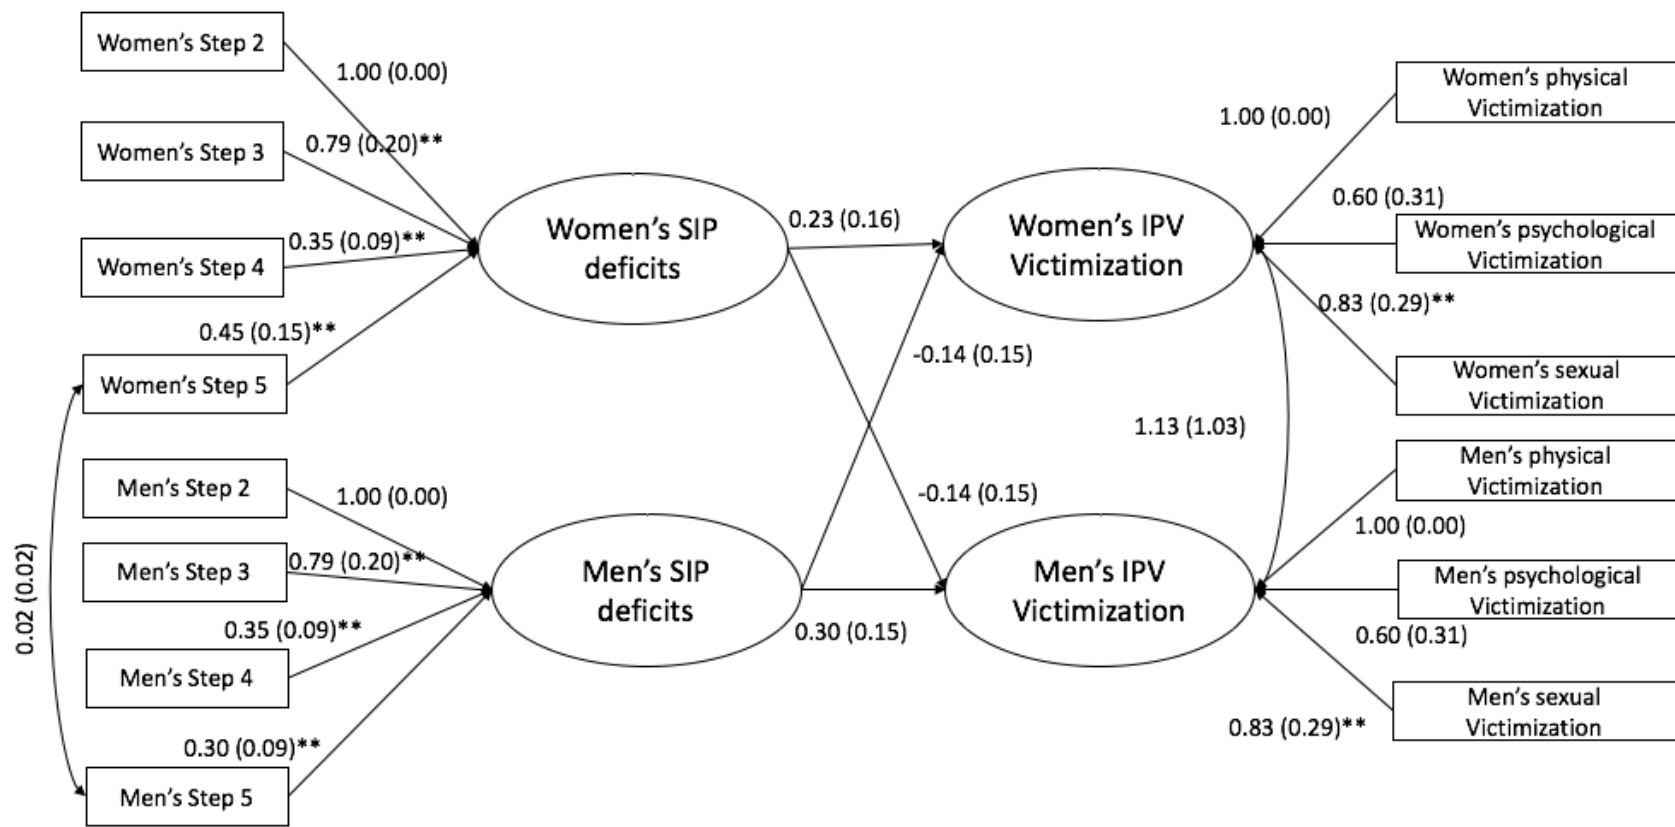 Women's Step 2
1.00 (0.00)
Women's Step 3
0.79 (0.20)**
Women's Step 4
0.35 (0.09)**
0.45 (0.15)**
Women's Step 5
Women's SIP
deficits
0.23 (0.16)
Women's IPV
Victimization
1.00 (0.00)
Women's physical
Victimization
0.60 (0.31)
Women's psychological
Victimization
0.83 (0.29)**
Women's sexual
Victimization
-0.14 (0.15)
1.13 (1.03)
-0.14 (0.15)
0.02 (0.02)
Men's Step 2
1.00 (0.00)
Men's Step 3
0.79 (0.20)**
0.35 (0.09)**
Men's Step 4
0.30 (0.09)**
Men's Step 5
Men's SIP
deficits
0.30 (0.15)
Men's IPV
Victimization
Men's physical
Victimization
1.00 (0.00)
Men's psychological
Victimization
0.60 (0.31)
Men's sexual
Victimization
0.83 (0.29)**